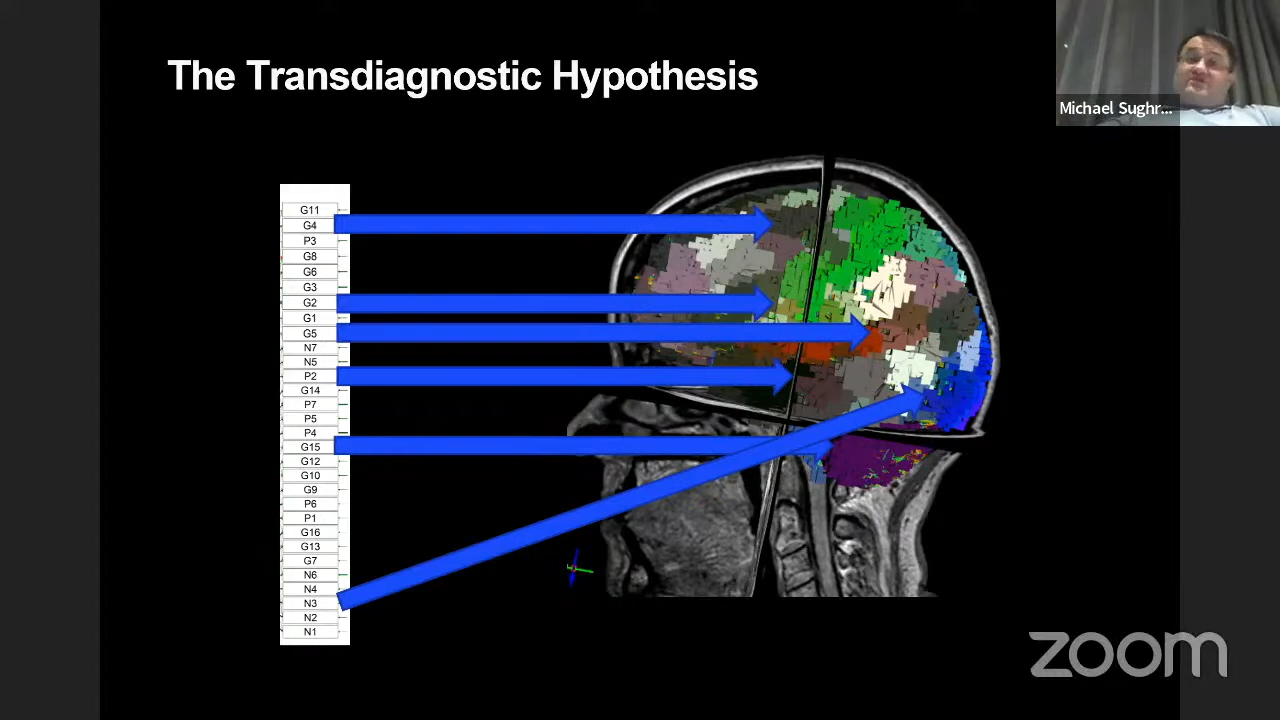 The Transdiagnostic Hypothesis
Michael Sughr...
G11
G4
P3
G8
G6
G3
G2
G1
G5
N7
N5
P2
G14
P7
P5
P4
G15
G12
G10
G9
P6
P1
G16
G13
G7
N6
N4
N3
N2
N1
zoom